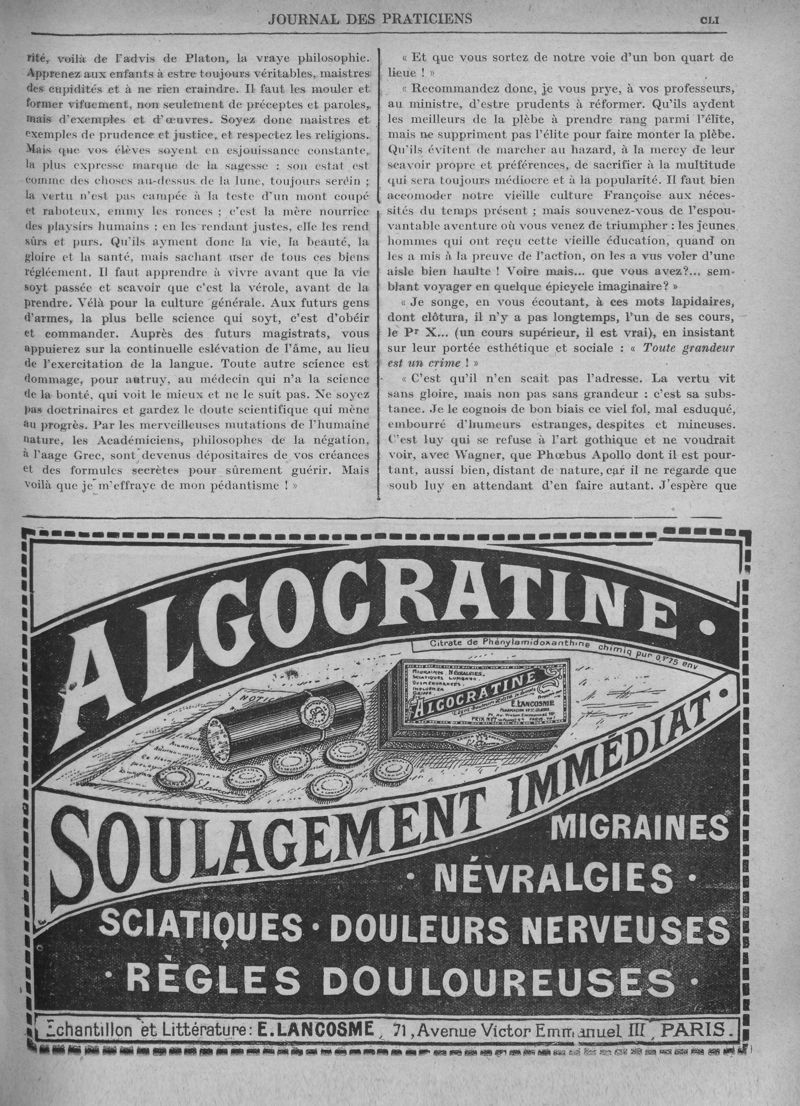 JOURNAL DES PRATICIENS
CLI
rité, voilà de l'advis de Platon, la vraye philosophie.
Apprenez aux enfants à estre toujours véritables, maistres
des cupidités et à ne rien craindre. Il faut les mouler et
former vifuement, non seulement de préceptes et paroles,
mais d'exemples et d'œuvres. Soyez donc maistres et
exemples de prudence et justice, et respectez les religions.
Mais que vos élèves soyent en esjouissance constante,
la plus expresse marque de la sagesse : son estat est
comme des choses au-dessus de la lune, toujours serein ;
la vertu n'est pas campée à la teste d'un mont coupé
et raboteux, emmy les ronces ; c'est la mère nourrice
des playsirs humains : en les rendant justes, elle les rend
sûrs et purs. Qu'ils ayment donc la vie, la beauté, la
gloire et la santé, mais sachant user de tous ces biens
régléement. Il faut apprendre à vivre avant que la vie
soyt passée et scavoir que c'est la vérole, avant de la
prendre. Vélà pour la culture générale. Aux futurs gens
d'armes, la plus belle science qui soyt, c'est d'obéir
et commander. Auprès des futurs magistrats, vous
appuierez sur la continuelle eslévation de l'âme, au lieu
de l'exercitation de la langue. Toute autre science est
dommage, pour autruy, au médecin qui n'a la science
de la bonté, qui voit le mieux et ne le suit pas. Ne soyez
pas doctrinaires et gardez le doute scientifique qui mène
au progrès. Par les merveilleuses mutations de l'humaine
nature, les Académiciens, philosophes de la négation,
à l'aage Grec, sont devenus dépositaires de vos créances
et des formules secrètes pour sûrement guérir. Mais
voilà que je m'effraye de mon pédantisme ! »
« Et que vous sortez de notre voie d'un bon quart de
lieue ! »
« Recommandez donc, je vous prye, à vos professeurs,
au ministre, d'estre prudents à réformer. Qu'ils aydent
les meilleurs de la plèbe à prendre rang parmi l'élite,
mais ne suppriment pas l'élite pour faire monter la plèbe.
Qu'ils évitent de marcher au hazard, à la mercy de leur
scavoir propre et préférences, de sacrifier à la multitude
qui sera toujours médiocre et à la popularité. Il faut bien
accomoder notre vieille culture Françoise aux néces-
sités du temps présent ; mais souvenez-vous de l'espou-
vantable aventure où vous venez de triumpher : les jeunes
hommes qui ont reçu cette vieille éducation, quand on
les a mis à la preuve de l'action, on les a vus voler d'une
aisle bien haulte ! Voire mais... que vous avez?... sem-
blant voyager en quelque épicycle imaginaire? »
« Je songe, en vous écoutant, à ces mots lapidaires,
dont clôtura, il n'y a pas longtemps, l'un de ses cours,
le Pr X... (un cours supérieur, il est vrai), en insistant
sur leur portée esthétique et sociale : « Toute grandeur
est un crime ! »
« C'est qu'il n'en scait pas l'adresse. La vertu vit
sans gloire, mais non pas sans grandeur : c'est sa subs-
tance. Je le cognois de bon biais ce viel fol, mal esduqué,
embourré d'humeurs estranges, despites et mineuses.
C'est luy qui se refuse à l'art gothique et ne voudrait
voir, avec Wagner, que Phœbus Apollo dont il est pour-
tant, aussi bien, distant de nature, car il ne regarde que
soub luy en attendant d'en faire autant. J'espère que
ALGOCRATINE •
Citrate de Phénylamidoxanthine chimiq pur 0,175 env
MIGRAINES NÉVRALGIES,
SCIATIQUES LUMBAGO,
INFLUENZA
GRIPPE
ALGOCRATINE
E. LANCOSME
SOULAGEMENT IMMÉDIAT •
MIGRAINES
• NÉVRALGIES •
SCIATIQUES • DOULEURS NERVEUSES
• RÈGLES DOULOUREUSES •
Echantillon et Littérature: E. LANCOSME, 71, Avenue Victor Emmanuel III, PARIS.